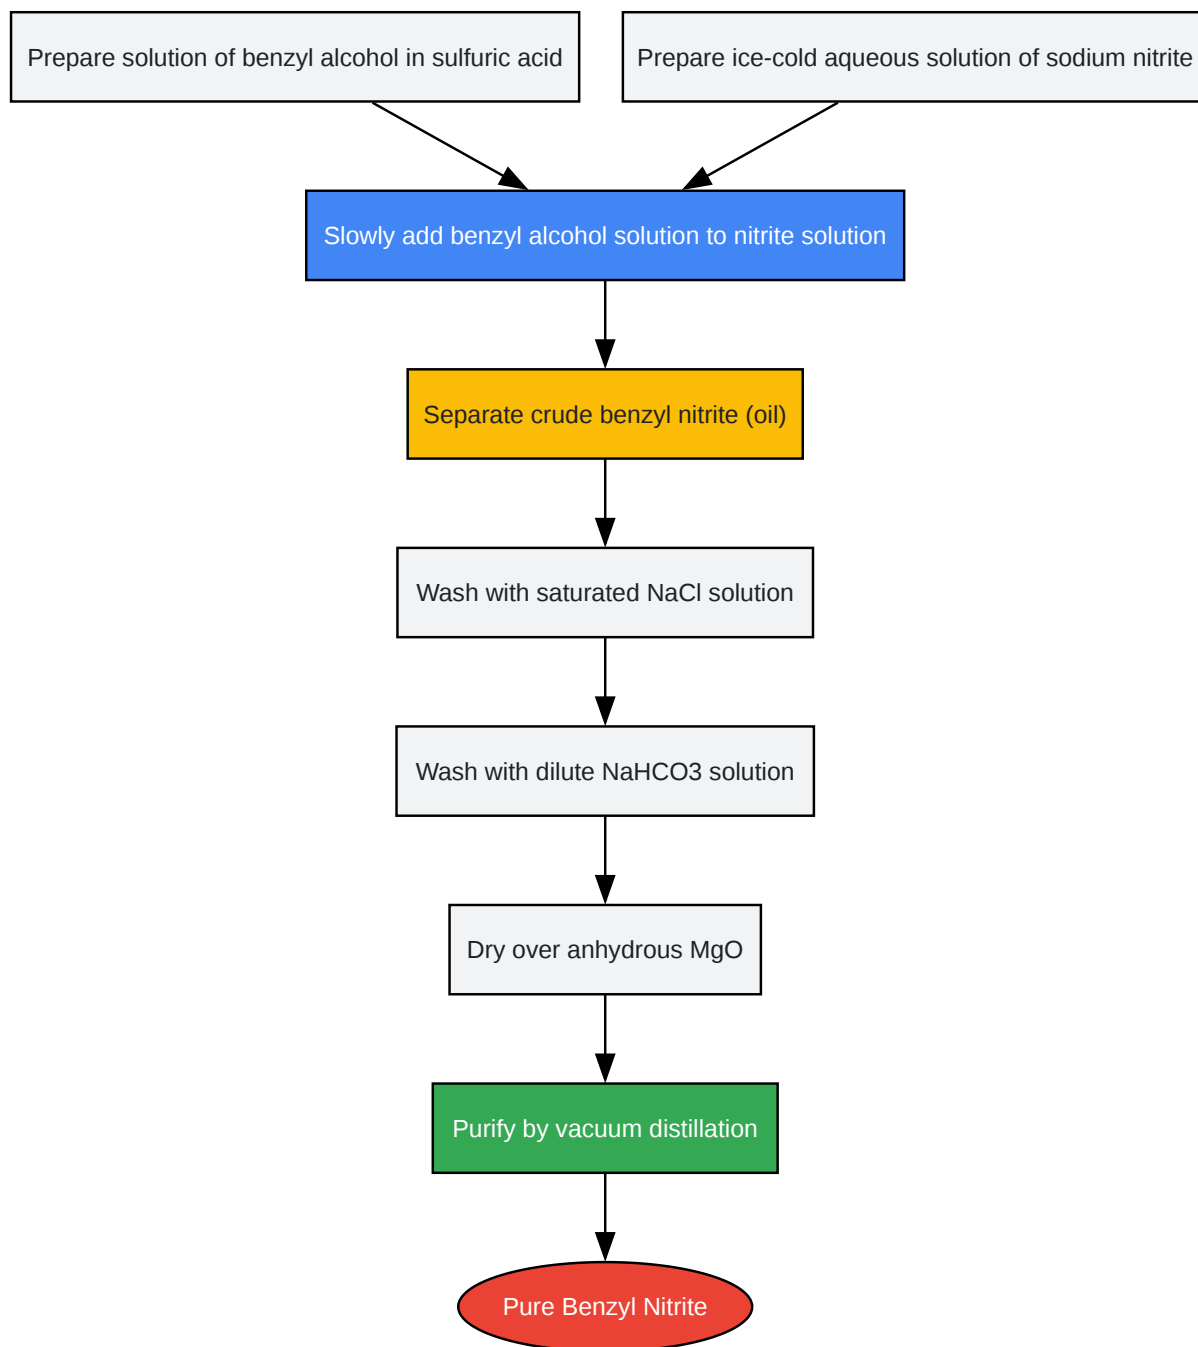 Prepare solution of benzyl alcohol in sulfuric acid
Prepare ice-cold aqueous solution of sodium nitrite
Slowly add benzyl alcohol solution to nitrite solution
Separate crude benzyl nitrite (oil)
Wash with saturated NaCl solution
Wash with dilute NaHCO3 solution
Dry over anhydrous MgO
Purify by vacuum distillation
Pure Benzyl Nitrite